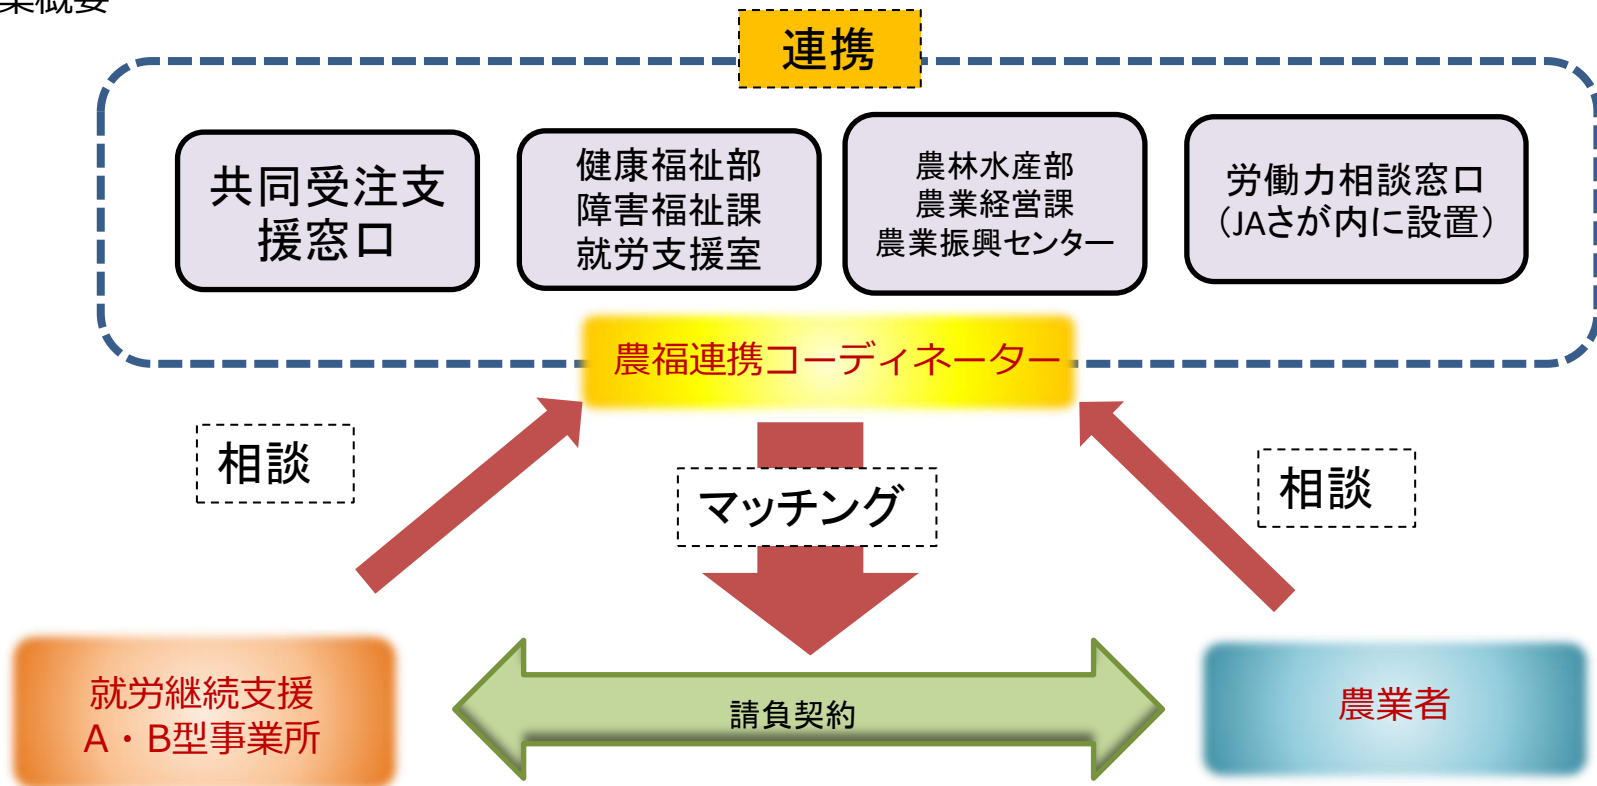 業概要
連携
共同受注支
援窓口
健康福祉部
障害福祉課
就労支援室
農林水産部
農業経営課
農業振興センター
労働力相談窓口
（JAさが内に設置）
農福連携コーディネーター
相談
マッチング
相談
就労継続支援
A・B型事業所
請負契約
農業者